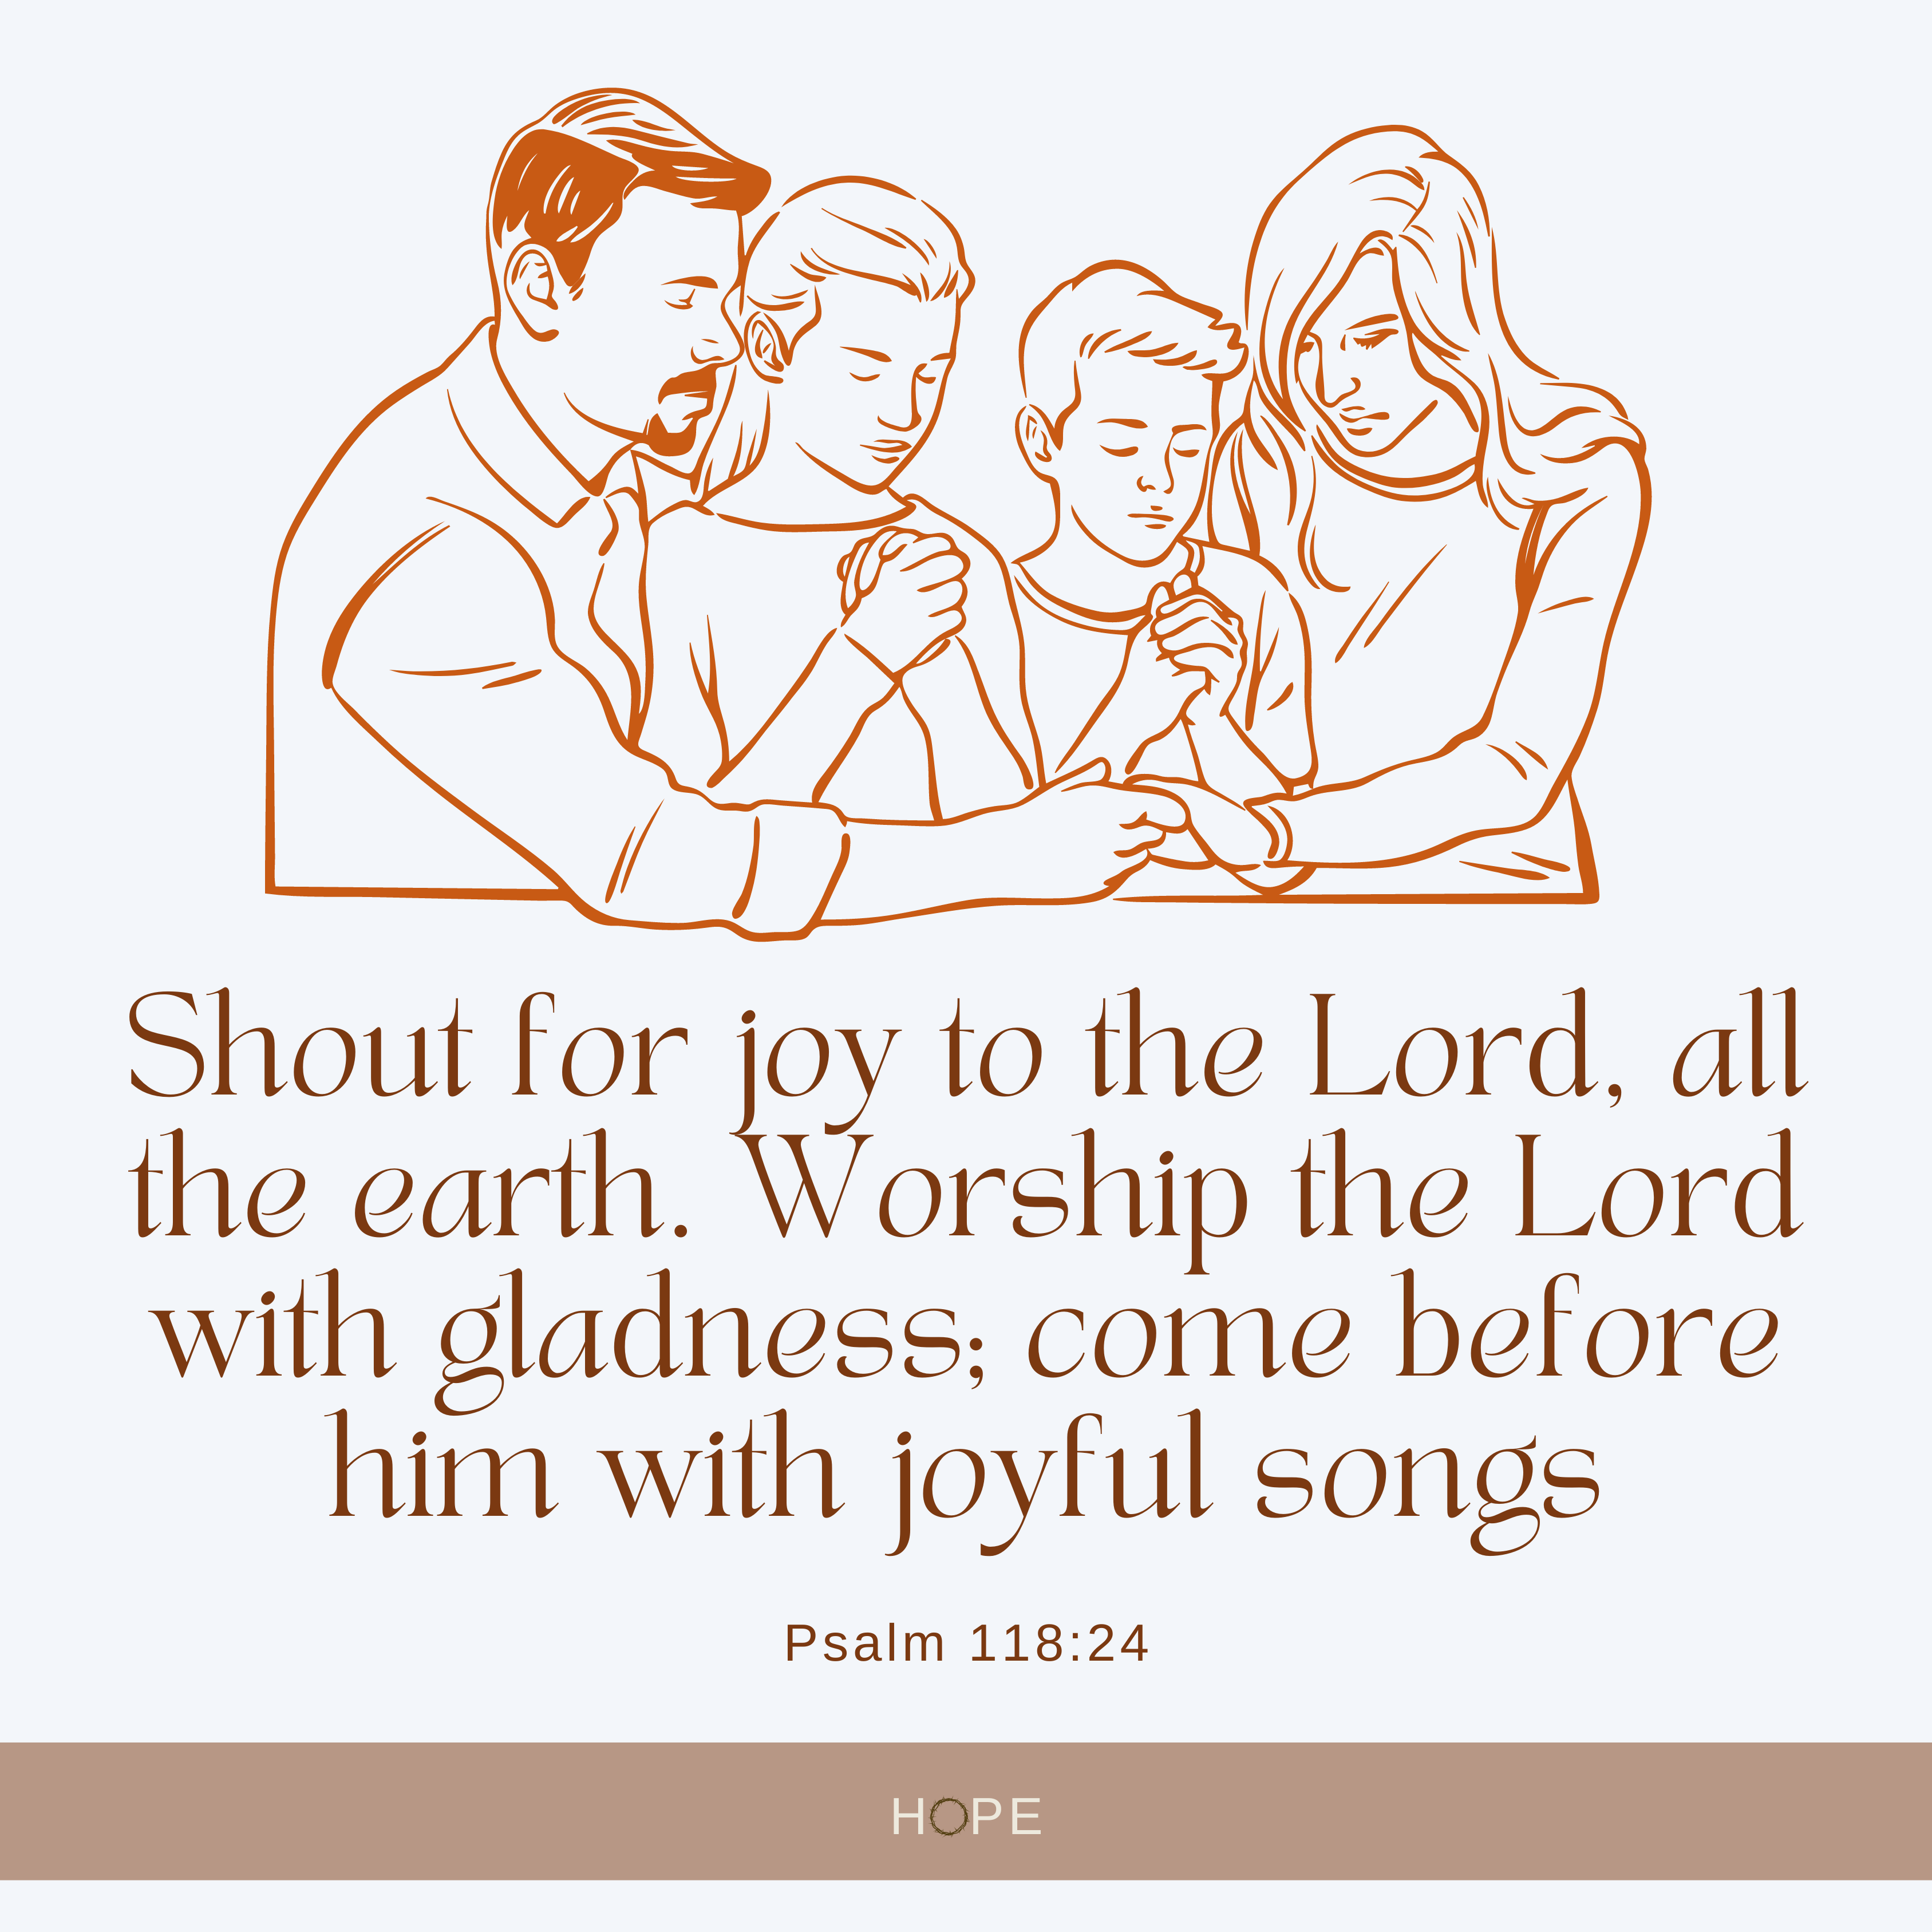 Shout for joy to the Lord, all
the earth. Worship the Lord
with gladness; come before
him with joyful songs
Psalm 118:24
HOPE